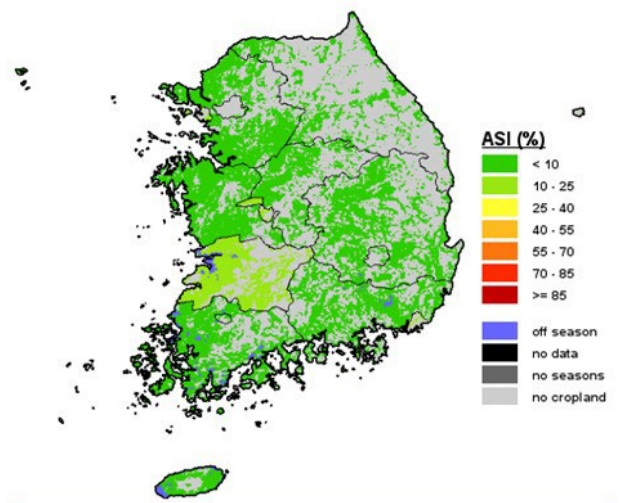 ASI (%)
< 10
10 - 25
25 - 40
40 - 55
55 - 70
70 - 85
>= 85
off season
no data
no seasons
no cropland